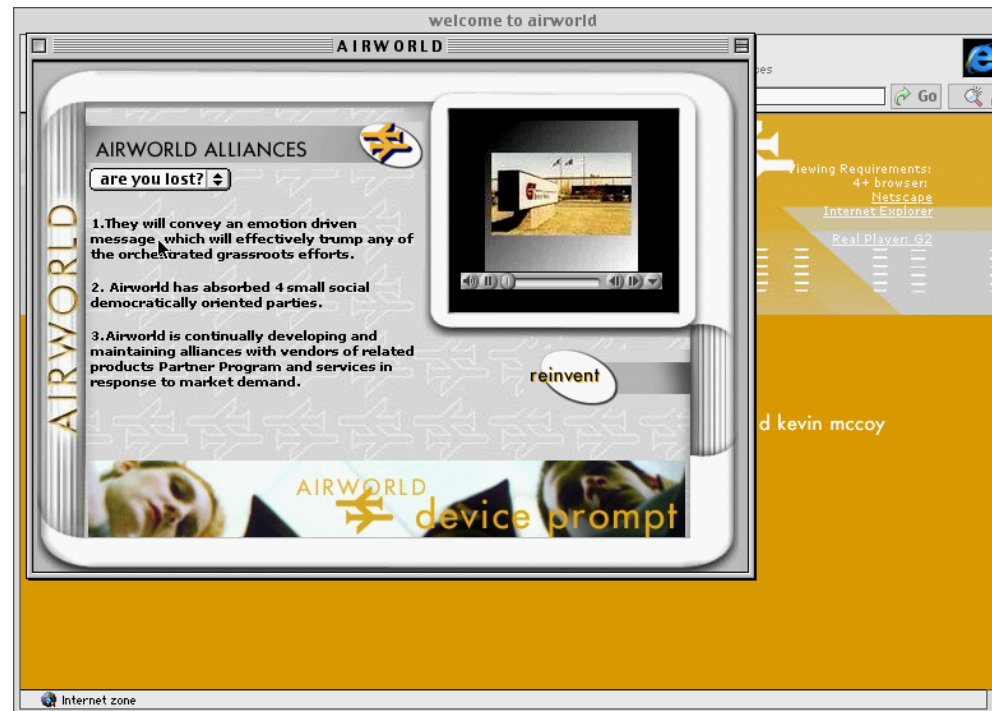 welcome to airworld
AIRWORLD
Go
AIRWORLD ALLIANCES
are you lost?
AIRWORLD
1.They will convey an emotion driven
message, which will effectively trump any of
the orchestrated grassroots efforts.
2. Airworld has absorbed 4 small social
democratically oriented parties.
3.Airworld is continually developing and
maintaining alliances with vendors of related
products Partner Program and services in
response to market demand.
reinvent
AIRWORLD
device prompt
Viewing Requirements:
4+ browser:
Netscape
Internet Explorer
Real Player: G2
d kevin mccoy
Internet zone